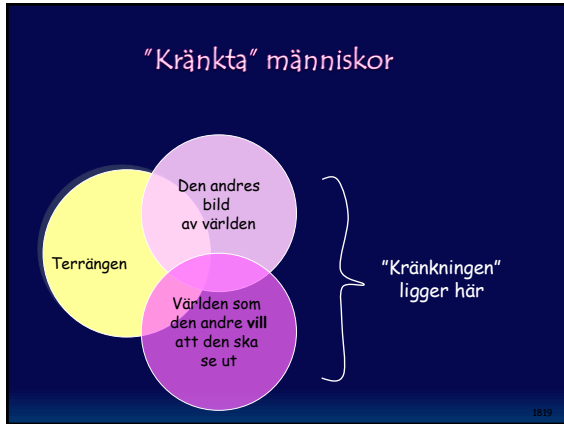 "Kränkta" människor
Den andres
bild
av världen
Terrängen
Världen som
den andre vill
att den ska
se ut
"Kränkningen"
ligger här
1819